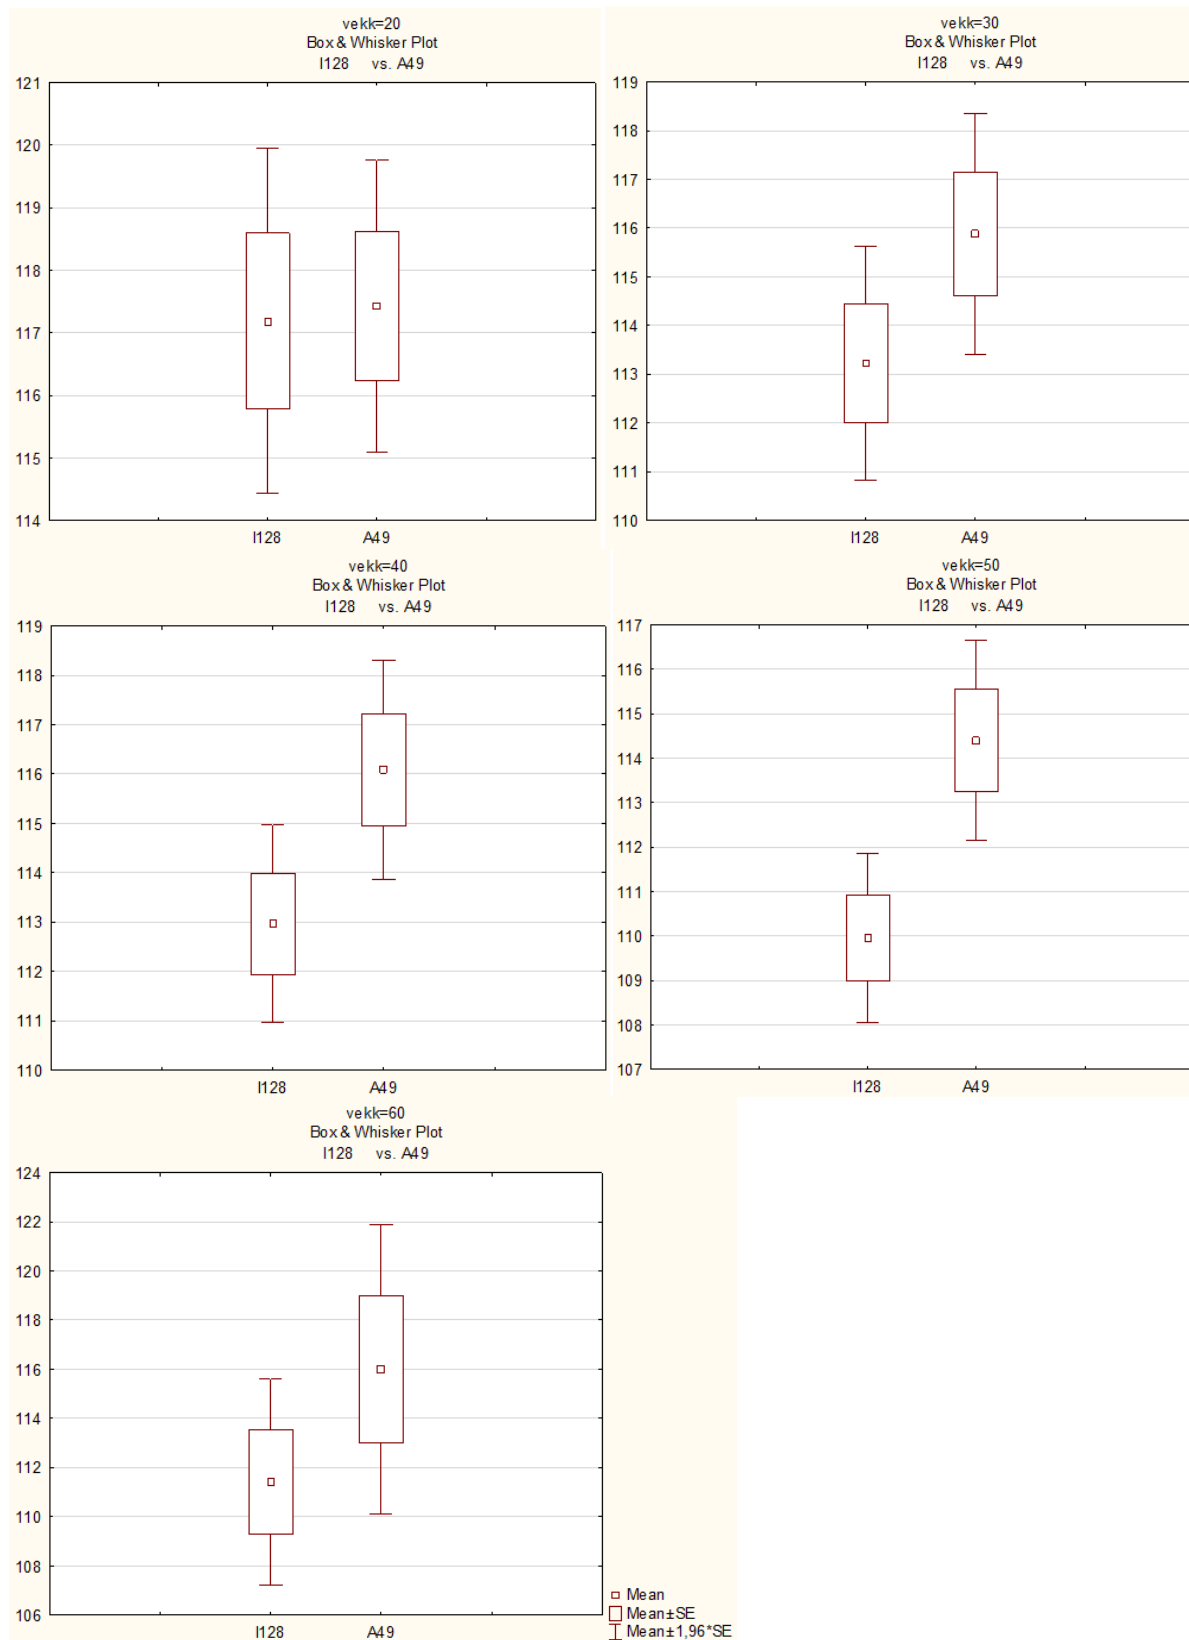 vekk=20
Box & Whisker Plot
I128 vs. A49
121
120
119
118
117
116
115
114
I128 A49
vekk=30
Box & Whisker Plot
I128 vs. A49
119
118
117
116
115
114
113
112
111
110
I128 A49
vekk=40
Box & Whisker Plot
I128 vs. A49
119
118
117
116
115
114
113
112
111
110
I128 A49
vekk=50
Box & Whisker Plot
I128 vs. A49
117
116
115
114
113
112
111
110
109
108
107
I128 A49
vekk=60
Box & Whisker Plot
I128 vs. A49
124
122
120
118
116
114
112
110
108
106
I128 A49
Mean
Mean±SE
Mean±1,96*SE